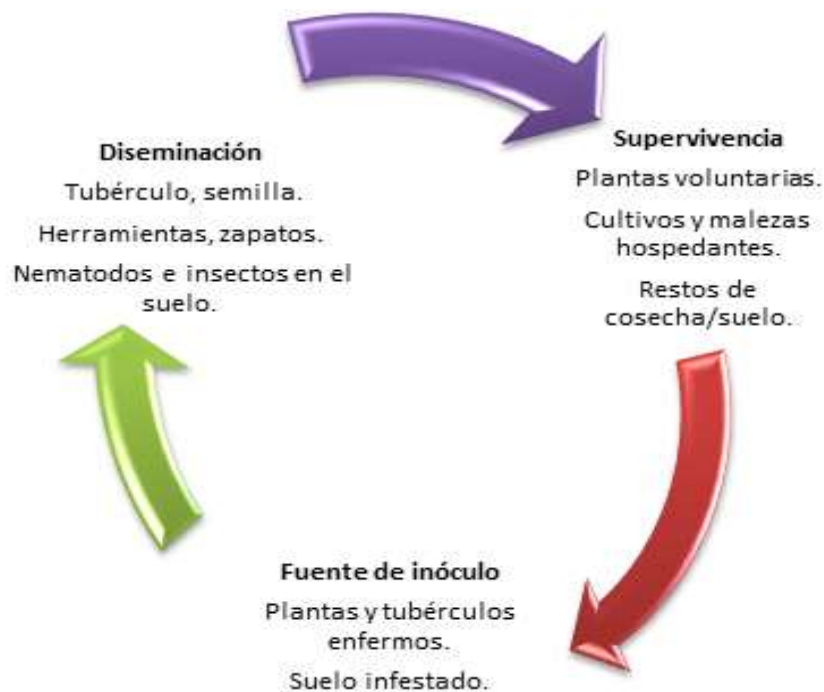 Diseminación
Tubérculo, semilla.
Herramientas, zapatos.
Nematodos e insectos en el
suelo.
Supervivencia
Plantas voluntarias.
Cultivos y malezas
hospedantes.
Restos de
cosecha/suelo.
Fuente de inóculo
Plantas y tubérculos
enfermos.
Suelo infestado.